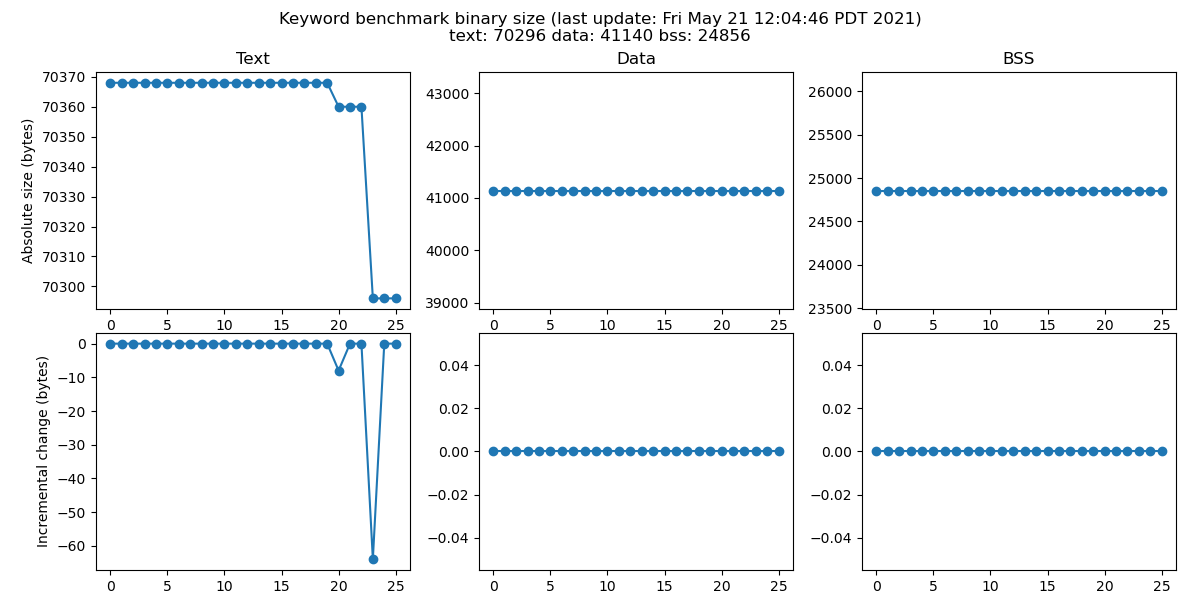 Keyword benchmark binary size (last update: Fri May 21 12:04:46 PDT 2021)
text: 70296 data: 41140 bss: 24856
Text
Data
BSS
Absolute size (bytes)
70370
70360
70350
70340
70330
70320
70310
70300
0 5 10 15 20 25
43000
42000
41000
40000
39000
0 5 10 15 20 25
26000
25500
25000
24500
24000
23500
0 5 10 15 20 25
Incremental change (bytes)
0
−10
−20
−30
−40
−50
−60
0 5 10 15 20 25
0.04
0.02
0.00
−0.02
−0.04
0 5 10 15 20 25
0.04
0.02
0.00
−0.02
−0.04
0 5 10 15 20 25